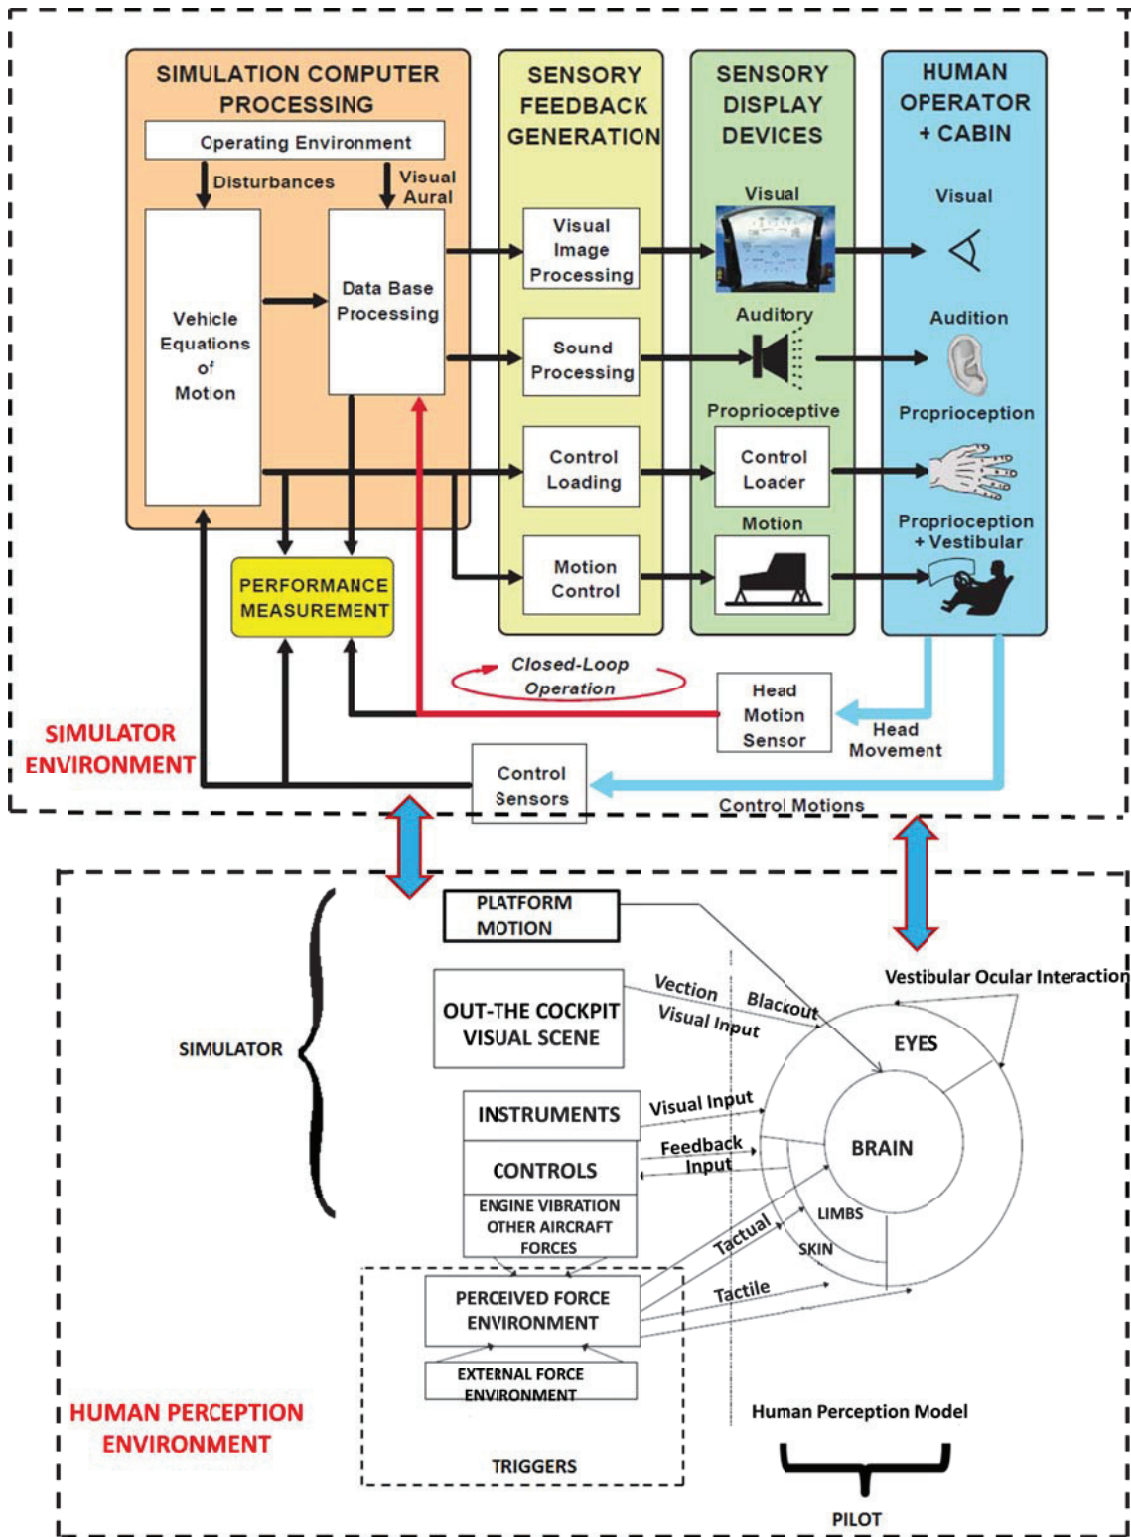 SIMULATION COMPUTER
PROCESSING
Operating Environment
Disturbances
Visual
Aural
Vehicle
Equations
of
Motion
Data Base
Processing
SENSORY
FEEDBACK
GENERATION
Visual
Image
Processing
Sound
Processing
Control
Loading
Motion
Control
SENSORY
DISPLAY
DEVICES
Visual
Auditory
Proprioceptive
Control
Loader
Motion
HUMAN
OPERATOR
+ CABIN
Visual
Audition
Proprioception
Proprioception
+ Vestibular
PERFORMANCE
MEASUREMENT
Closed-Loop
Operation
Head
Motion
Sensor
Head
Movement
SIMULATOR
ENVIRONMENT
Control
Sensors
Control Motions
PLATFORM
MOTION
OUT-THE COCKPIT
VISUAL SCENE
SIMULATOR
Vection
Blackout
Visual Input
Vestibular Ocular Interaction
EYES
INSTRUMENTS
Visual Input
CONTROLS
Feedback
Input
BRAIN
ENGINE VIBRATION
OTHER AIRCRAFT
FORCES
LIMBS
SKIN
Tactual
Tactile
PERCEIVED FORCE
ENVIRONMENT
EXTERNAL FORCE
ENVIRONMENT
HUMAN PERCEPTION
ENVIRONMENT
TRIGGERS
Human Perception Model
PILOT